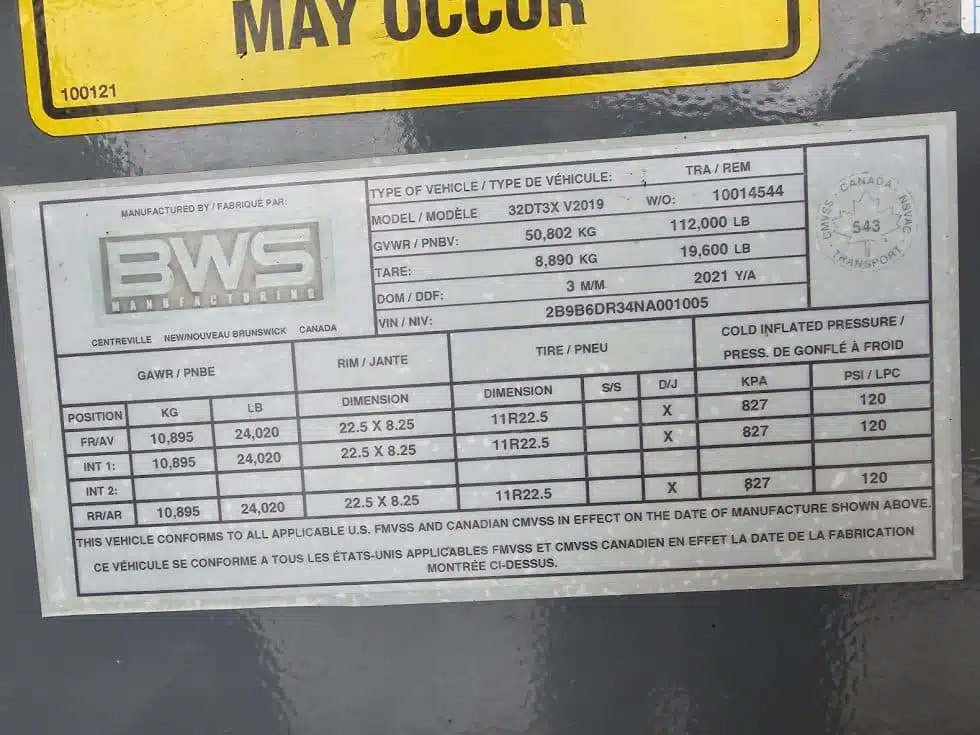 MAY OCCUR
100121
MANUFACTURED BY / FABRIQUÉ PAR:
BWS
MANUFACTURING
CENTREVILLE NEW/NOUVEAU BRUNSWICK CANADA
TYPE OF VEHICLE / TYPE DE VÉHICULE: TRA / REM
MODEL / MODÈLE 32DT3X V2019 W/O: 10014544
GVWR / PNBV: 50,802 KG 112,000 LB
TARE: 8,890 KG 19,600 LB
DOM / DDF: 3 M/M 2021 Y/A
VIN / NIV: 2B9B6DR34NA001005
CANADA
CMVSS 543 NSVAC
TRANSPORT
GAWR / PNBE RIM / JANTE TIRE / PNEU COLD INFLATED PRESSURE /
PRESS. DE GONFLÉ À FROID
POSITION KG LB DIMENSION DIMENSION S/S D/J KPA PSI / LPC
FR/AV 10,895 24,020 22.5 X 8.25 11R22.5 X 827 120
INT 1: 10,895 24,020 22.5 X 8.25 11R22.5 X 827 120
INT 2:
RR/AR 10,895 24,020 22.5 X 8.25 11R22.5 X 827 120
THIS VEHICLE CONFORMS TO ALL APPLICABLE U.S. FMVSS AND CANADIAN CMVSS IN EFFECT ON THE DATE OF MANUFACTURE SHOWN ABOVE.
CE VÉHICULE SE CONFORME A TOUS LES ÉTATS-UNIS APPLICABLES FMVSS ET CMVSS CANADIEN EN EFFET LA DATE DE LA FABRICATION
MONTRÉE CI-DESSUS.